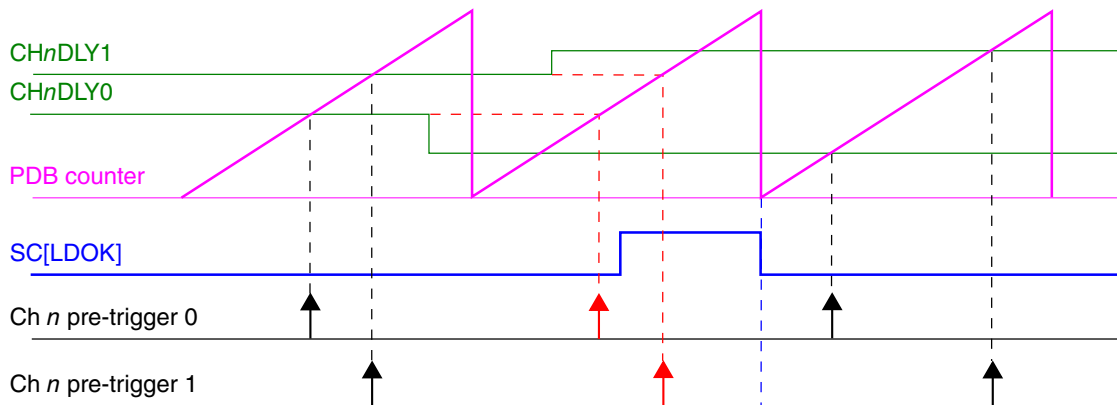 CHnDLY1
CHnDLY0
PDB counter
SC[LDOK]
Ch n pre-trigger 0
Ch n pre-trigger 1